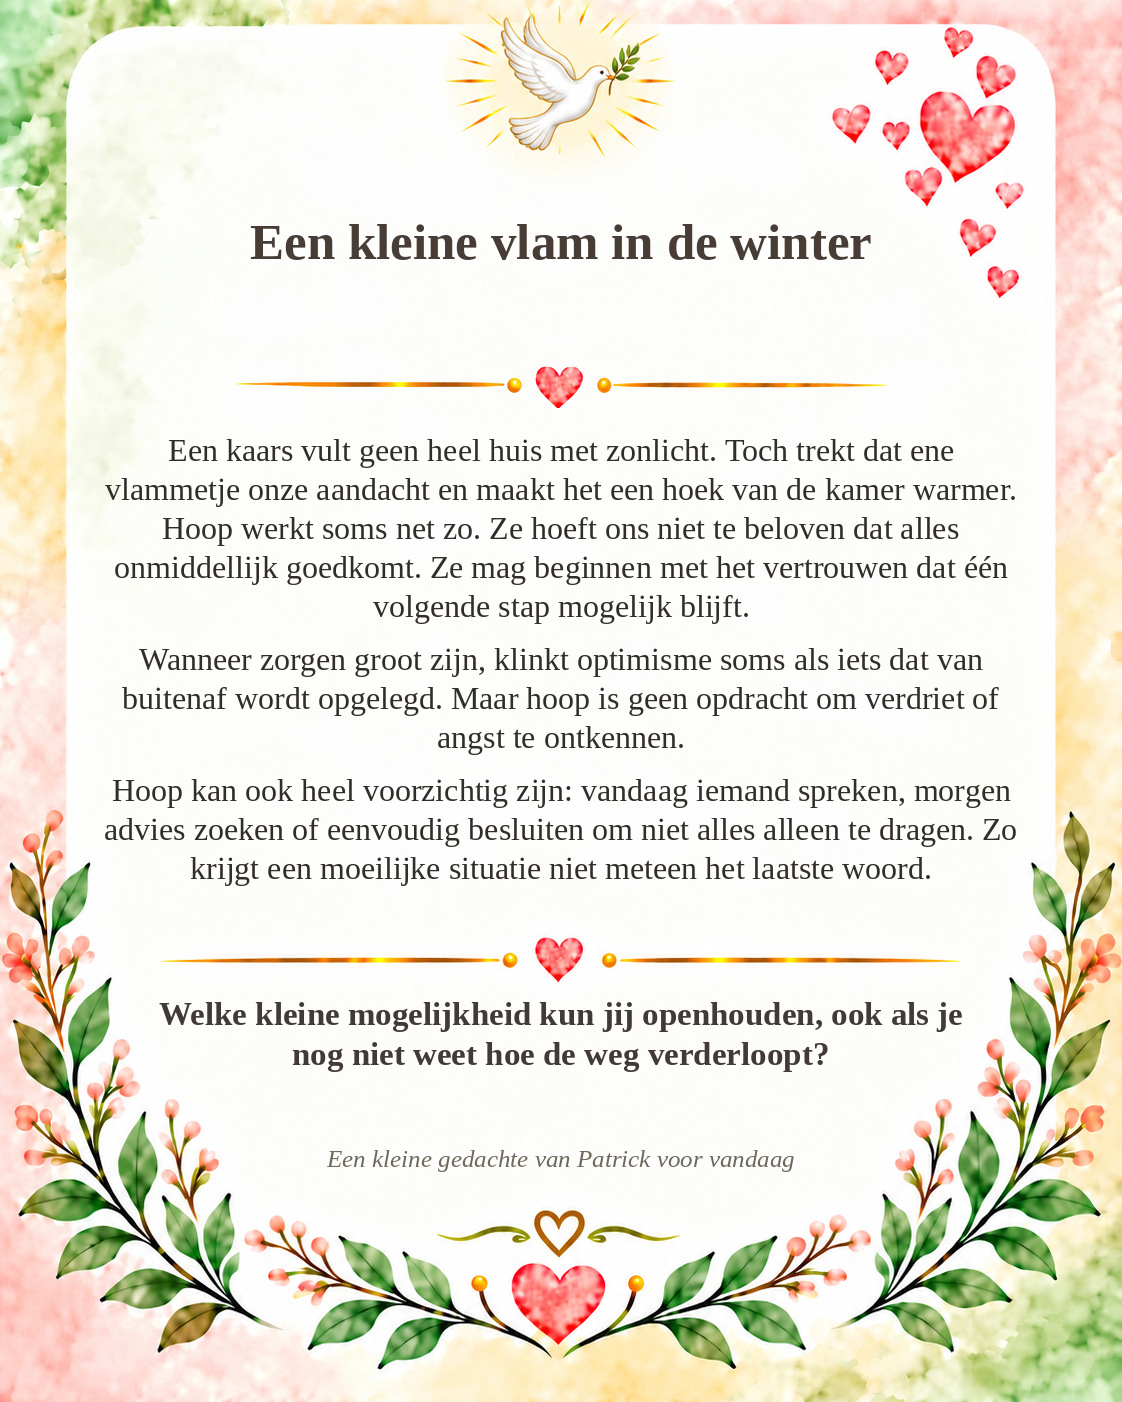 Een kleine vlam in de winter
Een kaars vult geen heel huis met zonlicht. Toch trekt dat ene
vlammetje onze aandacht en maakt het een hoek van de kamer warmer.
Hoop werkt soms net zo. Ze hoeft ons niet te beloven dat alles
onmiddellijk goedkomt. Ze mag beginnen met het vertrouwen dat één
volgende stap mogelijk blijft.
Wanneer zorgen groot zijn, klinkt optimisme soms als iets dat van
buitenaf wordt opgelegd. Maar hoop is geen opdracht om verdriet of
angst te ontkennen.
Hoop kan ook heel voorzichtig zijn: vandaag iemand spreken, morgen
advies zoeken of eenvoudig besluiten om niet alles alleen te dragen. Zo
krijgt een moeilijke situatie niet meteen het laatste woord.
Welke kleine mogelijkheid kun jij openhouden, ook als je
nog niet weet hoe de weg verderloopt?
Een kleine gedachte van Patrick voor vandaag